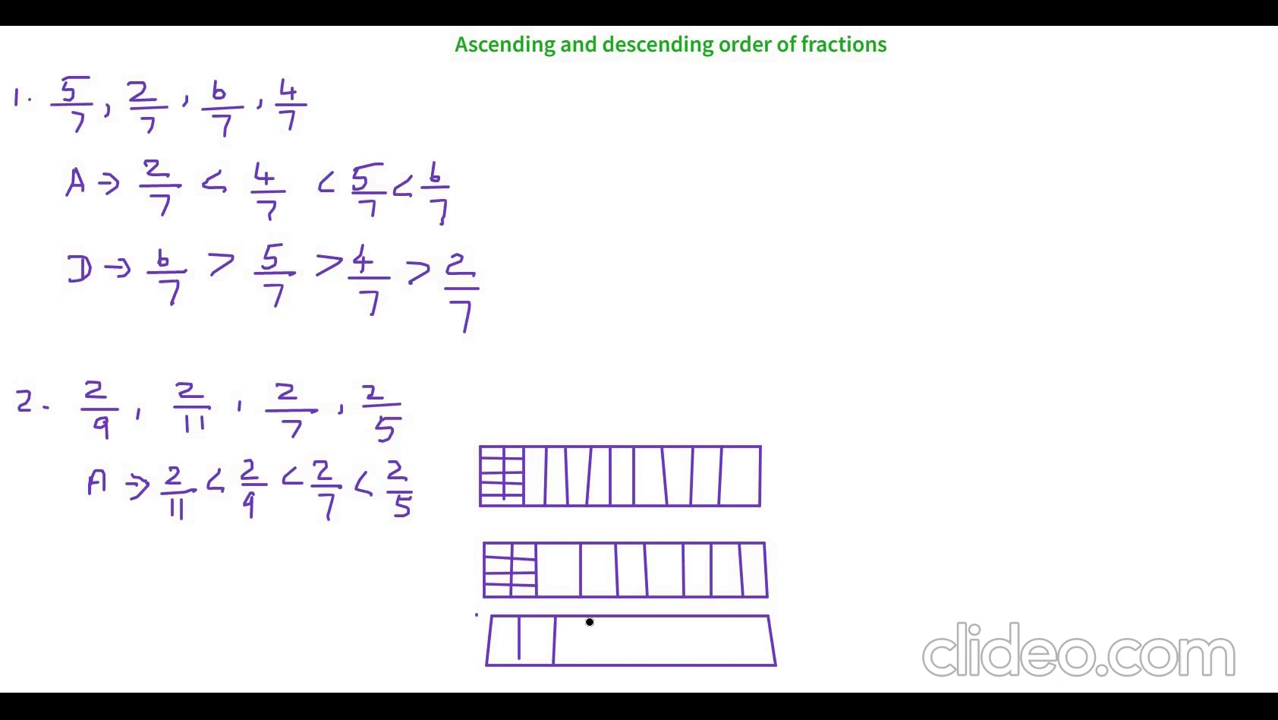 Ascending and descending order of fractions
1. 5/7, 2/7, 6/7, 4/7
A ⇒ 2/7 < 4/7 < 5/7 < 6/7
D → 6/7 > 5/7 > 4/7 > 2/7
2. 2/9, 2/11, 2/7, 2/5
A ⇒ 2/11 < 2/9 < 2/7 < 2/5
clideo.com